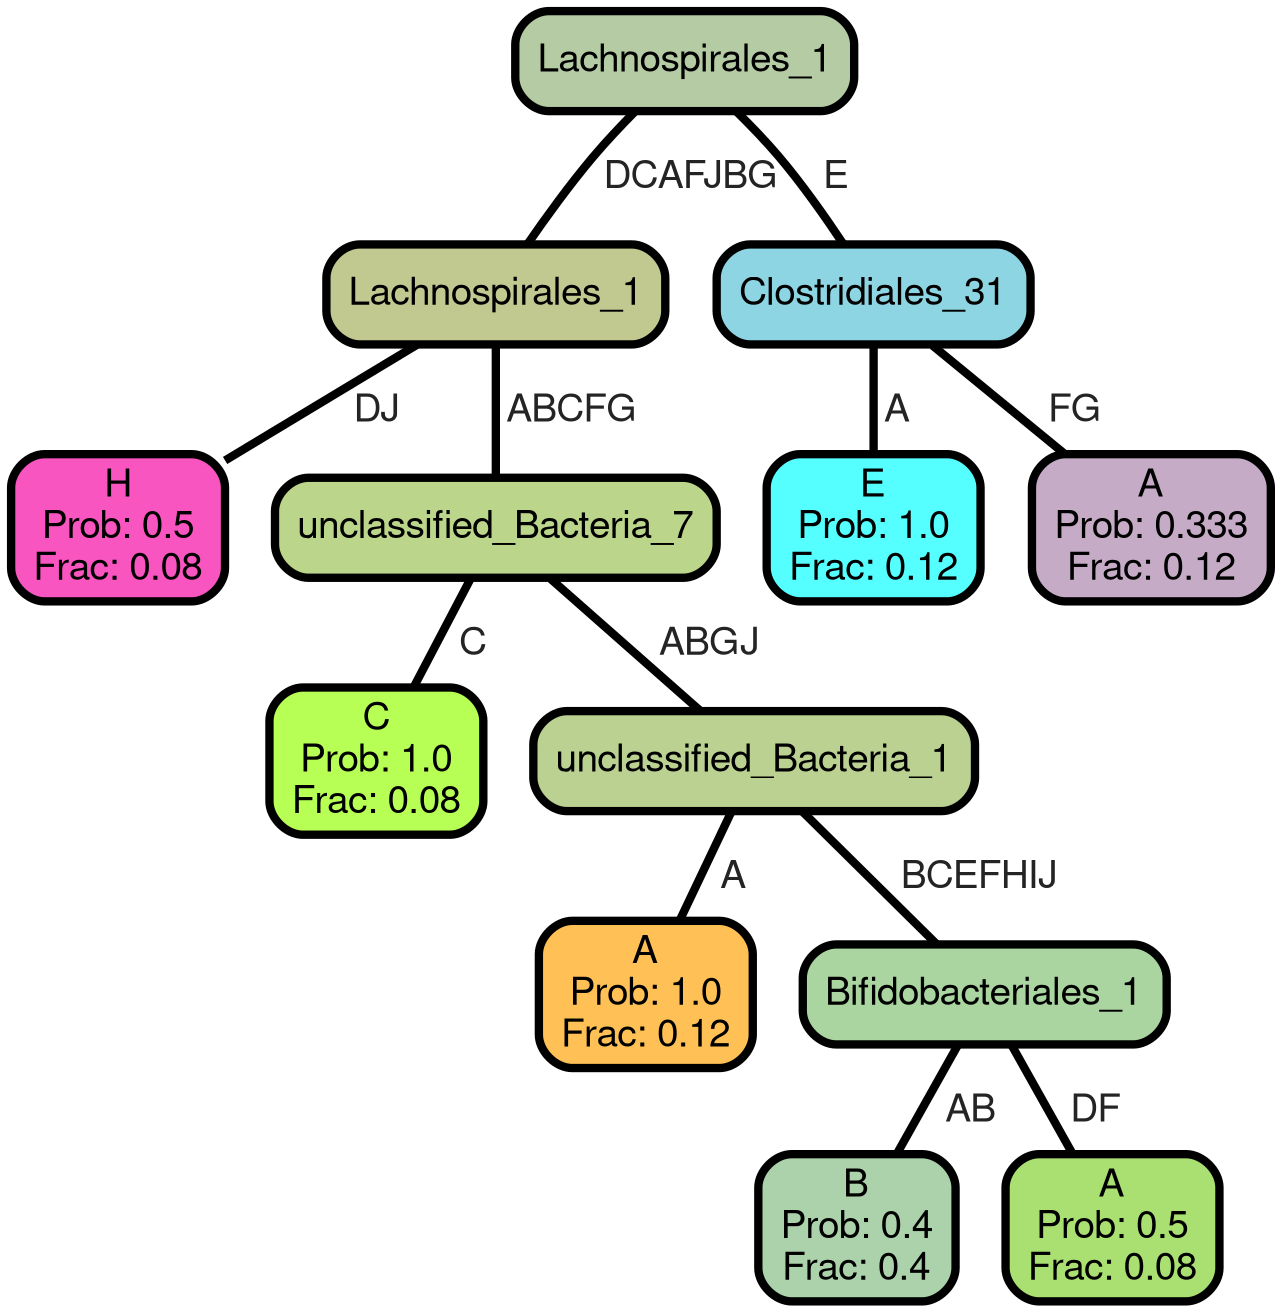 Lachnospirales_1
DCAFJBG
E
Lachnospirales_1
Clostridiales_31
DJ
ABCFG
A
FG
H
Prob: 0.5
Frac: 0.08
unclassified_Bacteria_7
E
Prob: 1.0
Frac: 0.12
A
Prob: 0.333
Frac: 0.12
C
ABGJ
C
Prob: 1.0
Frac: 0.08
unclassified_Bacteria_1
A
BCEFHIJ
A
Prob: 1.0
Frac: 0.12
Bifidobacteriales_1
AB
DF
B
Prob: 0.4
Frac: 0.4
A
Prob: 0.5
Frac: 0.08